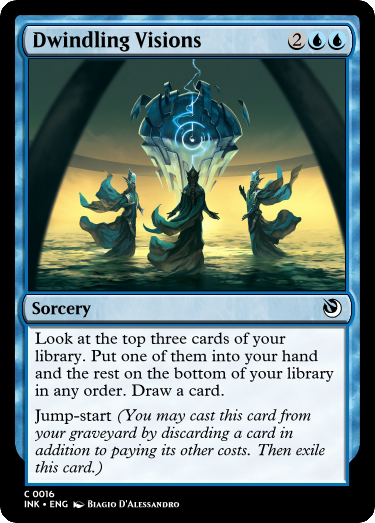 Dwindling Visions 2
Sorcery
Look at the top three cards of your
library. Put one of them into your hand
and the rest on the bottom of your library
in any order. Draw a card.
Jump-start (You may cast this card from
your graveyard by discarding a card in
addition to paying its other costs. Then exile
this card.)
C 0016
INK • ENG Biagio D'Alessandro